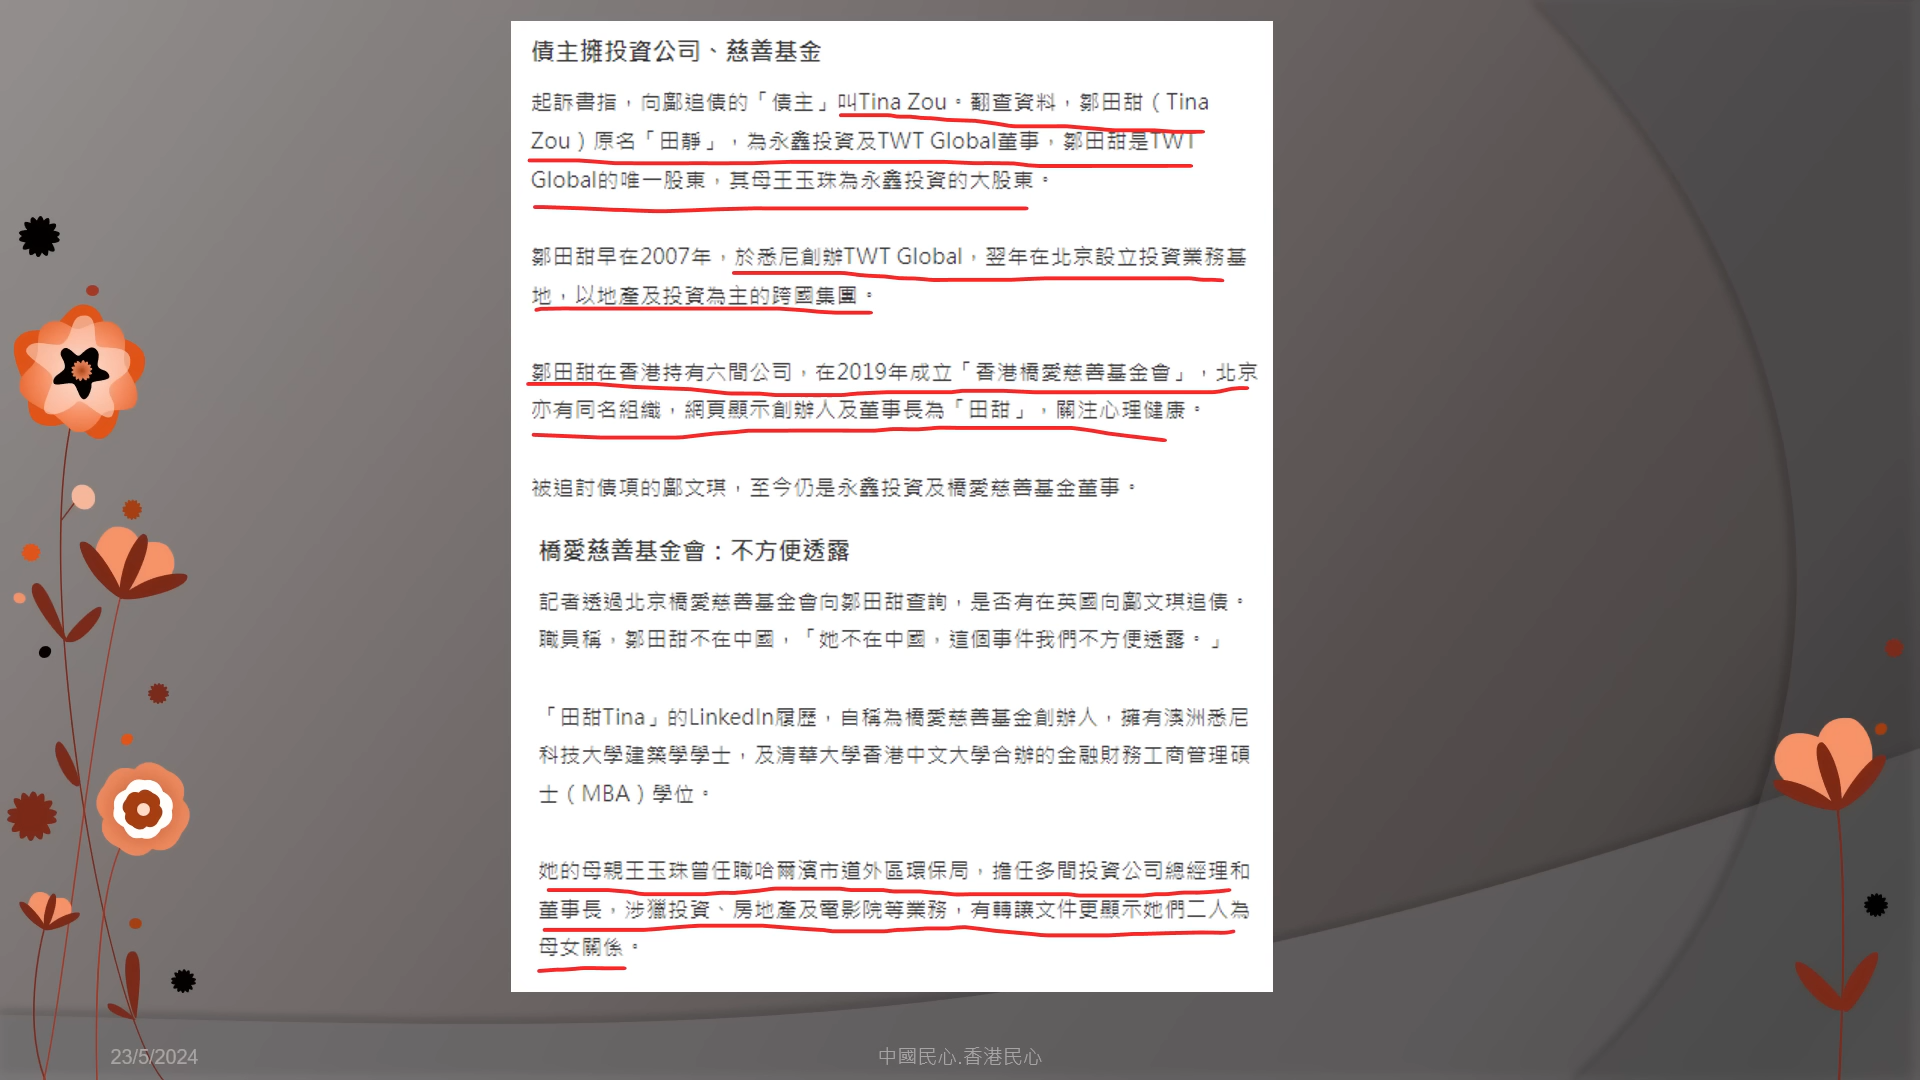 債主擁投資公司、慈善基金
起訴書指，向鄺追債的「債主」叫Tina Zou。翻查資料，鄒田甜（Tina
Zou）原名「田靜」，為永鑫投資及TWT Global董事，鄒田甜是TWT
Global的唯一股東，其母王玉珠為永鑫投資的大股東。
鄒田甜早在2007年，於悉尼創辦TWT Global，翌年在北京設立投資業務基
地，以地產及投資為主的跨國集團。
鄒田甜在香港持有六間公司，在2019年成立「香港橋愛慈善基金會」，北京
亦有同名組織，網頁顯示創辦人及董事長為「田甜」，關注心理健康。
被追討債項的鄺文琪，至今仍是永鑫投資及橋愛慈善基金董事。
橋愛慈善基金會：不方便透露
記者透過北京橋愛慈善基金會向鄒田甜查詢，是否有在英國向鄺文琪追債。
職員稱，鄒田甜不在中國，「她不在中國，這個事件我們不方便透露。」
「田甜Tina」的LinkedIn履歷，自稱為橋愛慈善基金創辦人，擁有澳洲悉尼
科技大學建築學學士，及清華大學香港中文大學合辦的金融財務工商管理碩
士（MBA）學位。
她的母親王玉珠曾任職哈爾濱市道外區環保局，擔任多間投資公司總經理和
董事長，涉獵投資、房地產及電影院等業務，有轉讓文件更顯示她們二人為
母女關係。
23/5/2024
中國民心.香港民心